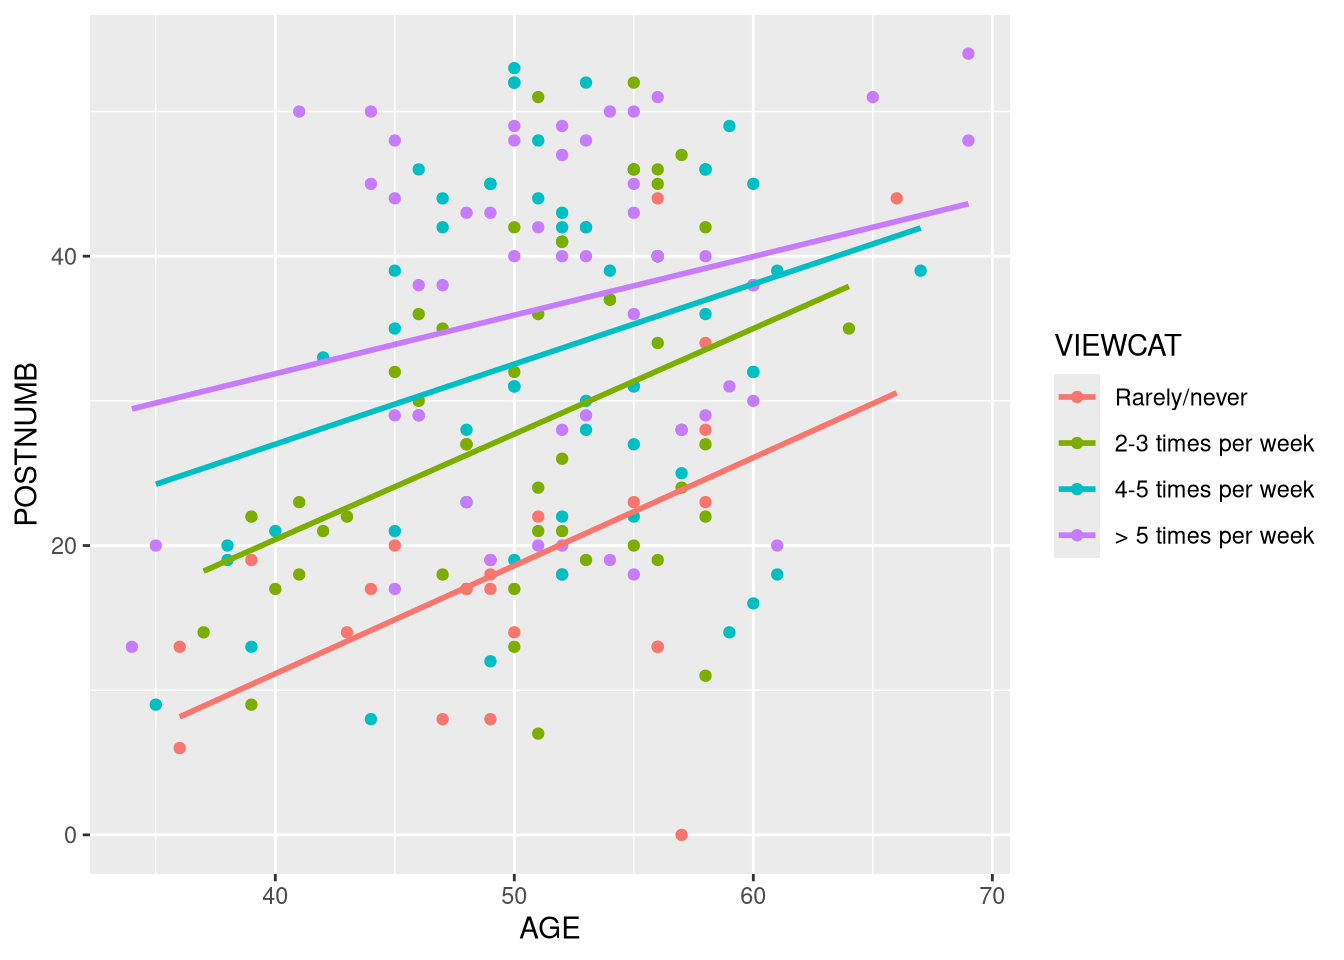 POSTNUMB
40
20
0
40 50 60 70
AGE
VIEWCAT
Rarely/never
2-3 times per week
4-5 times per week
> 5 times per week